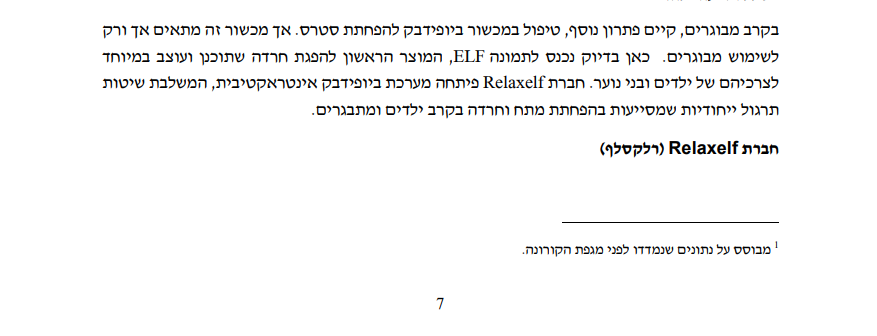 בקרב מבוגרים, קיים פתרון נוסף, טיפול במכשור ביופידבק להפחתת סטרס. אך מכשור זה מתאים אך ורק
לשימוש מבוגרים. כאן בדיוק נכנס לתמונה ELF, המוצר הראשון להפגת חרדה שתוכנן ועוצב במיוחד
לצרכיהם של ילדים ובני נוער. חברת Relaxelf פיתחה מערכת ביופידבק אינטראקטיבית, המשלבת שיטות
תרגול ייחודיות שמסייעות בהפחתת מתח וחרדה בקרב ילדים ומתבגרים.
חברת Relaxelf (רלקסלף)
1 מבוסס על נתונים שנמדדו לפני מגפת הקורונה.
7